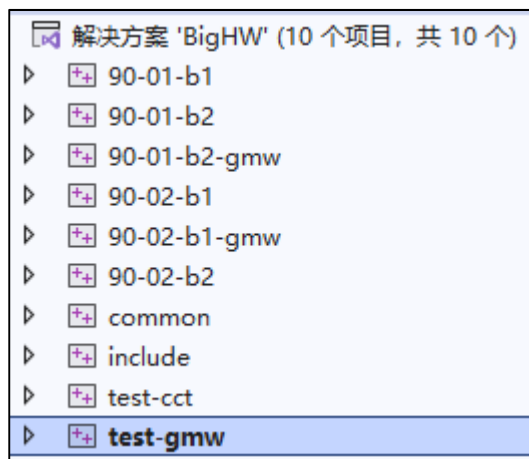 解决方案 'BigHW' (10 个项目，共 10 个)
90-01-b1
90-01-b2
90-01-b2-gmw
90-02-b1
90-02-b1-gmw
90-02-b2
common
include
test-cct
test-gmw